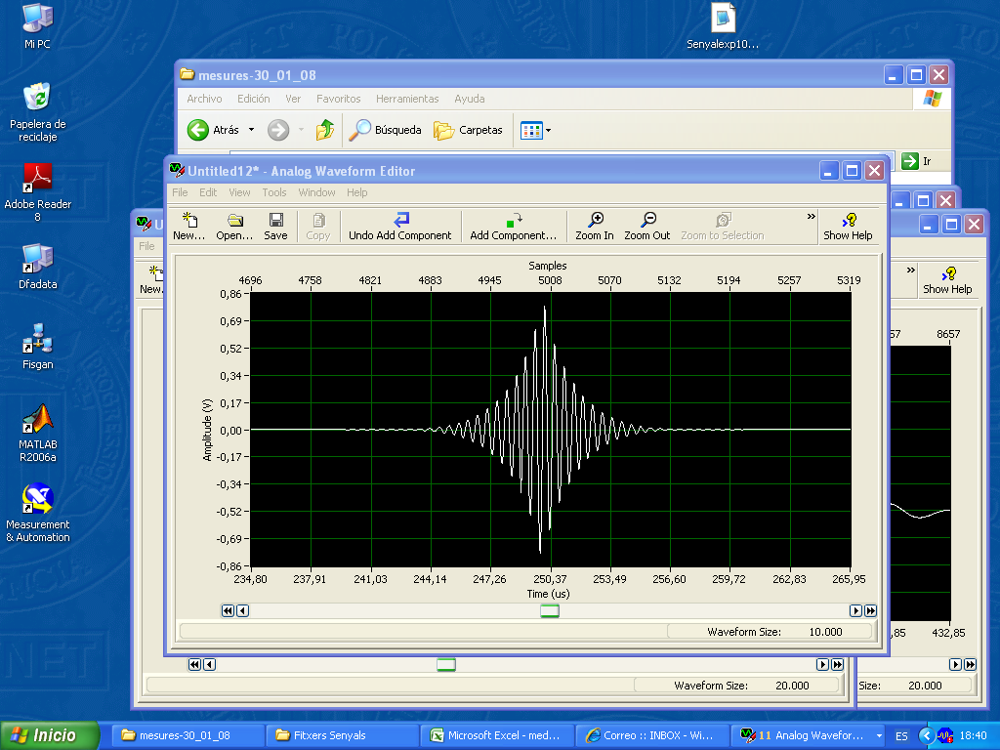 Mi PC
Papelera de
reciclaje
Adobe Reader
8
Dfadata
Fisgan
MATLAB
R2006a
Measurement
& Automation
Senyalexp10...
mesures-30_01_08
Archivo Edición Ver Favoritos Herramientas Ayuda
Atrás Búsqueda Carpetas
Ir
Untitled12* - Analog Waveform Editor
File Edit View Tools Window Help
New... Open... Save Copy Undo Add Component Add Component... Zoom In Zoom Out Zoom to Selection » Show Help
Samples
4696 4758 4821 4883 4945 5008 5070 5132 5194 5257 5319
Amplitude (V)
0,86
0,69
0,52
0,34
0,17
0,00
-0,17
-0,34
-0,52
-0,69
-0,86
234,80 237,91 241,03 244,14 247,26 250,37 253,49 256,60 259,72 262,83 265,95
Time (us)
Waveform Size: 10.000
File
New.
» Show Help
57 8657
,85 432,85
Waveform Size: 20.000
Size: 20.000
Inicio
mesures-30_01_08
Fitxers Senyals
Microsoft Excel - med...
Correo :: INBOX - Wi...
11 Analog Wavefor...
ES
18:40